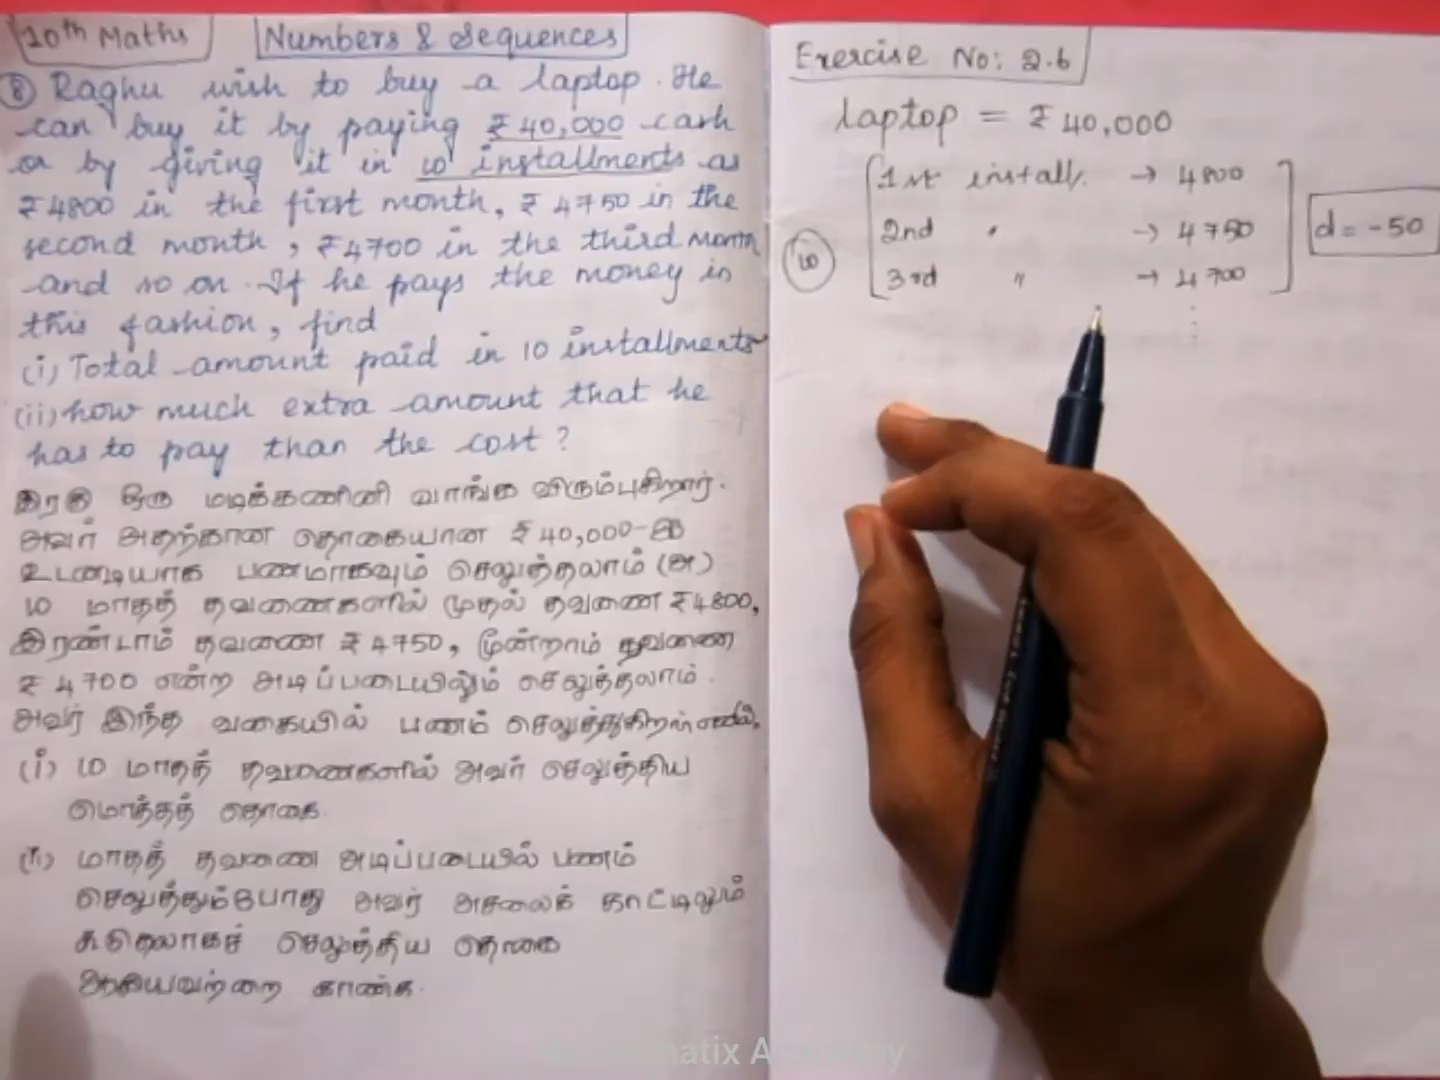 10th Maths
Numbers & Sequences
⑧ Raghu wish to buy a laptop. He
can buy it by paying ₹40,000 cash
or by giving it in 10 installments as
₹4800 in the first month, ₹4750 in the
second month, ₹4700 in the third month
and so on. If he pays the money in
this fashion, find
(i) Total amount paid in 10 installments
(ii) how much extra amount that he
has to pay than the cost?
இரகு ஒரு மடிக்கணினி வாங்க விரும்புகிறார்.
அவர் அதற்கான தொகையான ₹40,000-ஐ
உடனடியாக பணமாகவும் செலுத்தலாம் (அ)
10 மாதத் தவணைகளில் முதல் தவணை ₹4800,
இரண்டாம் தவணை ₹4750, மூன்றாம் தவணை
₹4700 என்ற அடிப்படையிலும் செலுத்தலாம்.
அவர் இந்த வகையில் பணம் செலுத்துகிறார் எனில்,
(i) 10 மாதத் தவணைகளில் அவர் செலுத்திய
மொத்தத் தொகை.
(ii) மாதத் தவணை அடிப்படையில் பணம்
செலுத்தும்போது அவர் அசலைக் காட்டிலும்
கூடுதலாகச் செலுத்திய தொகை
ஆகியவற்றை காண்க.
Exercise No: 2.6
laptop = ₹40,000
1st install. → 4800
2nd " → 4750
3rd " → 4700
10
d = -50